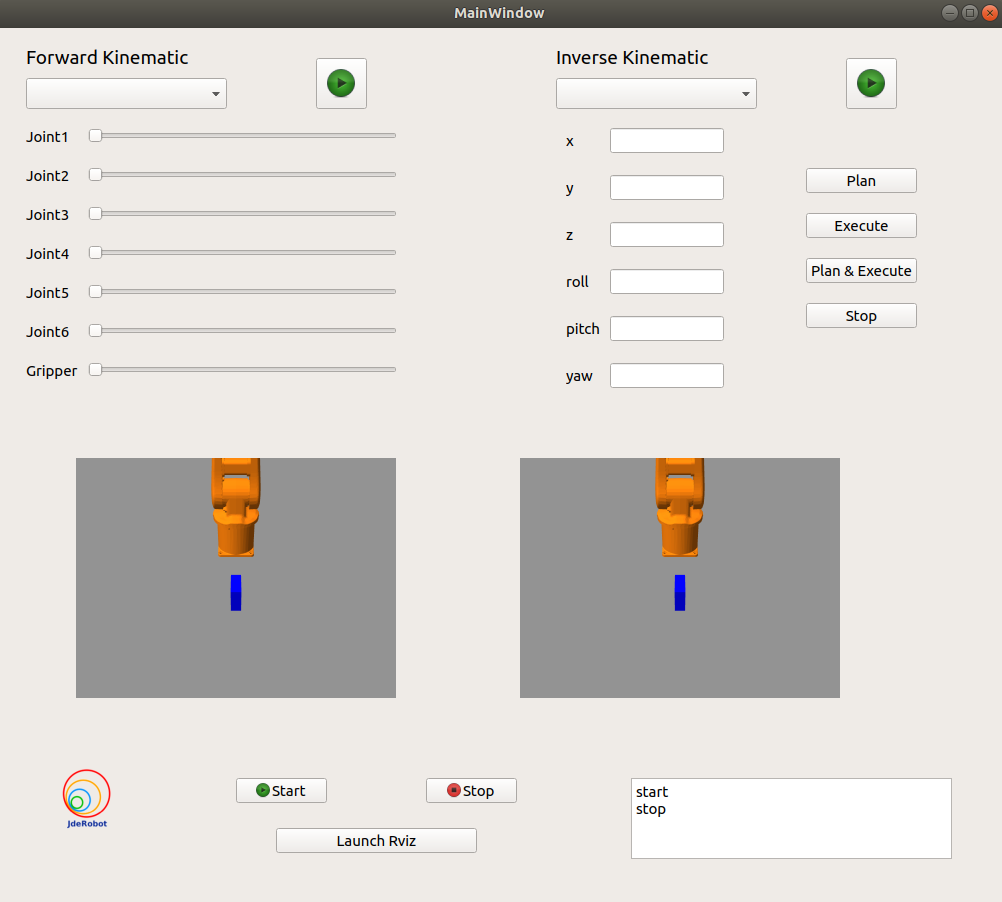 MainWindow
Forward Kinematic
Joint1
Joint2
Joint3
Joint4
Joint5
Joint6
Gripper
Inverse Kinematic
x
y
z
roll
pitch
yaw
Plan
Execute
Plan & Execute
Stop
JdeRobot
Start
Stop
Launch Rviz
start
stop